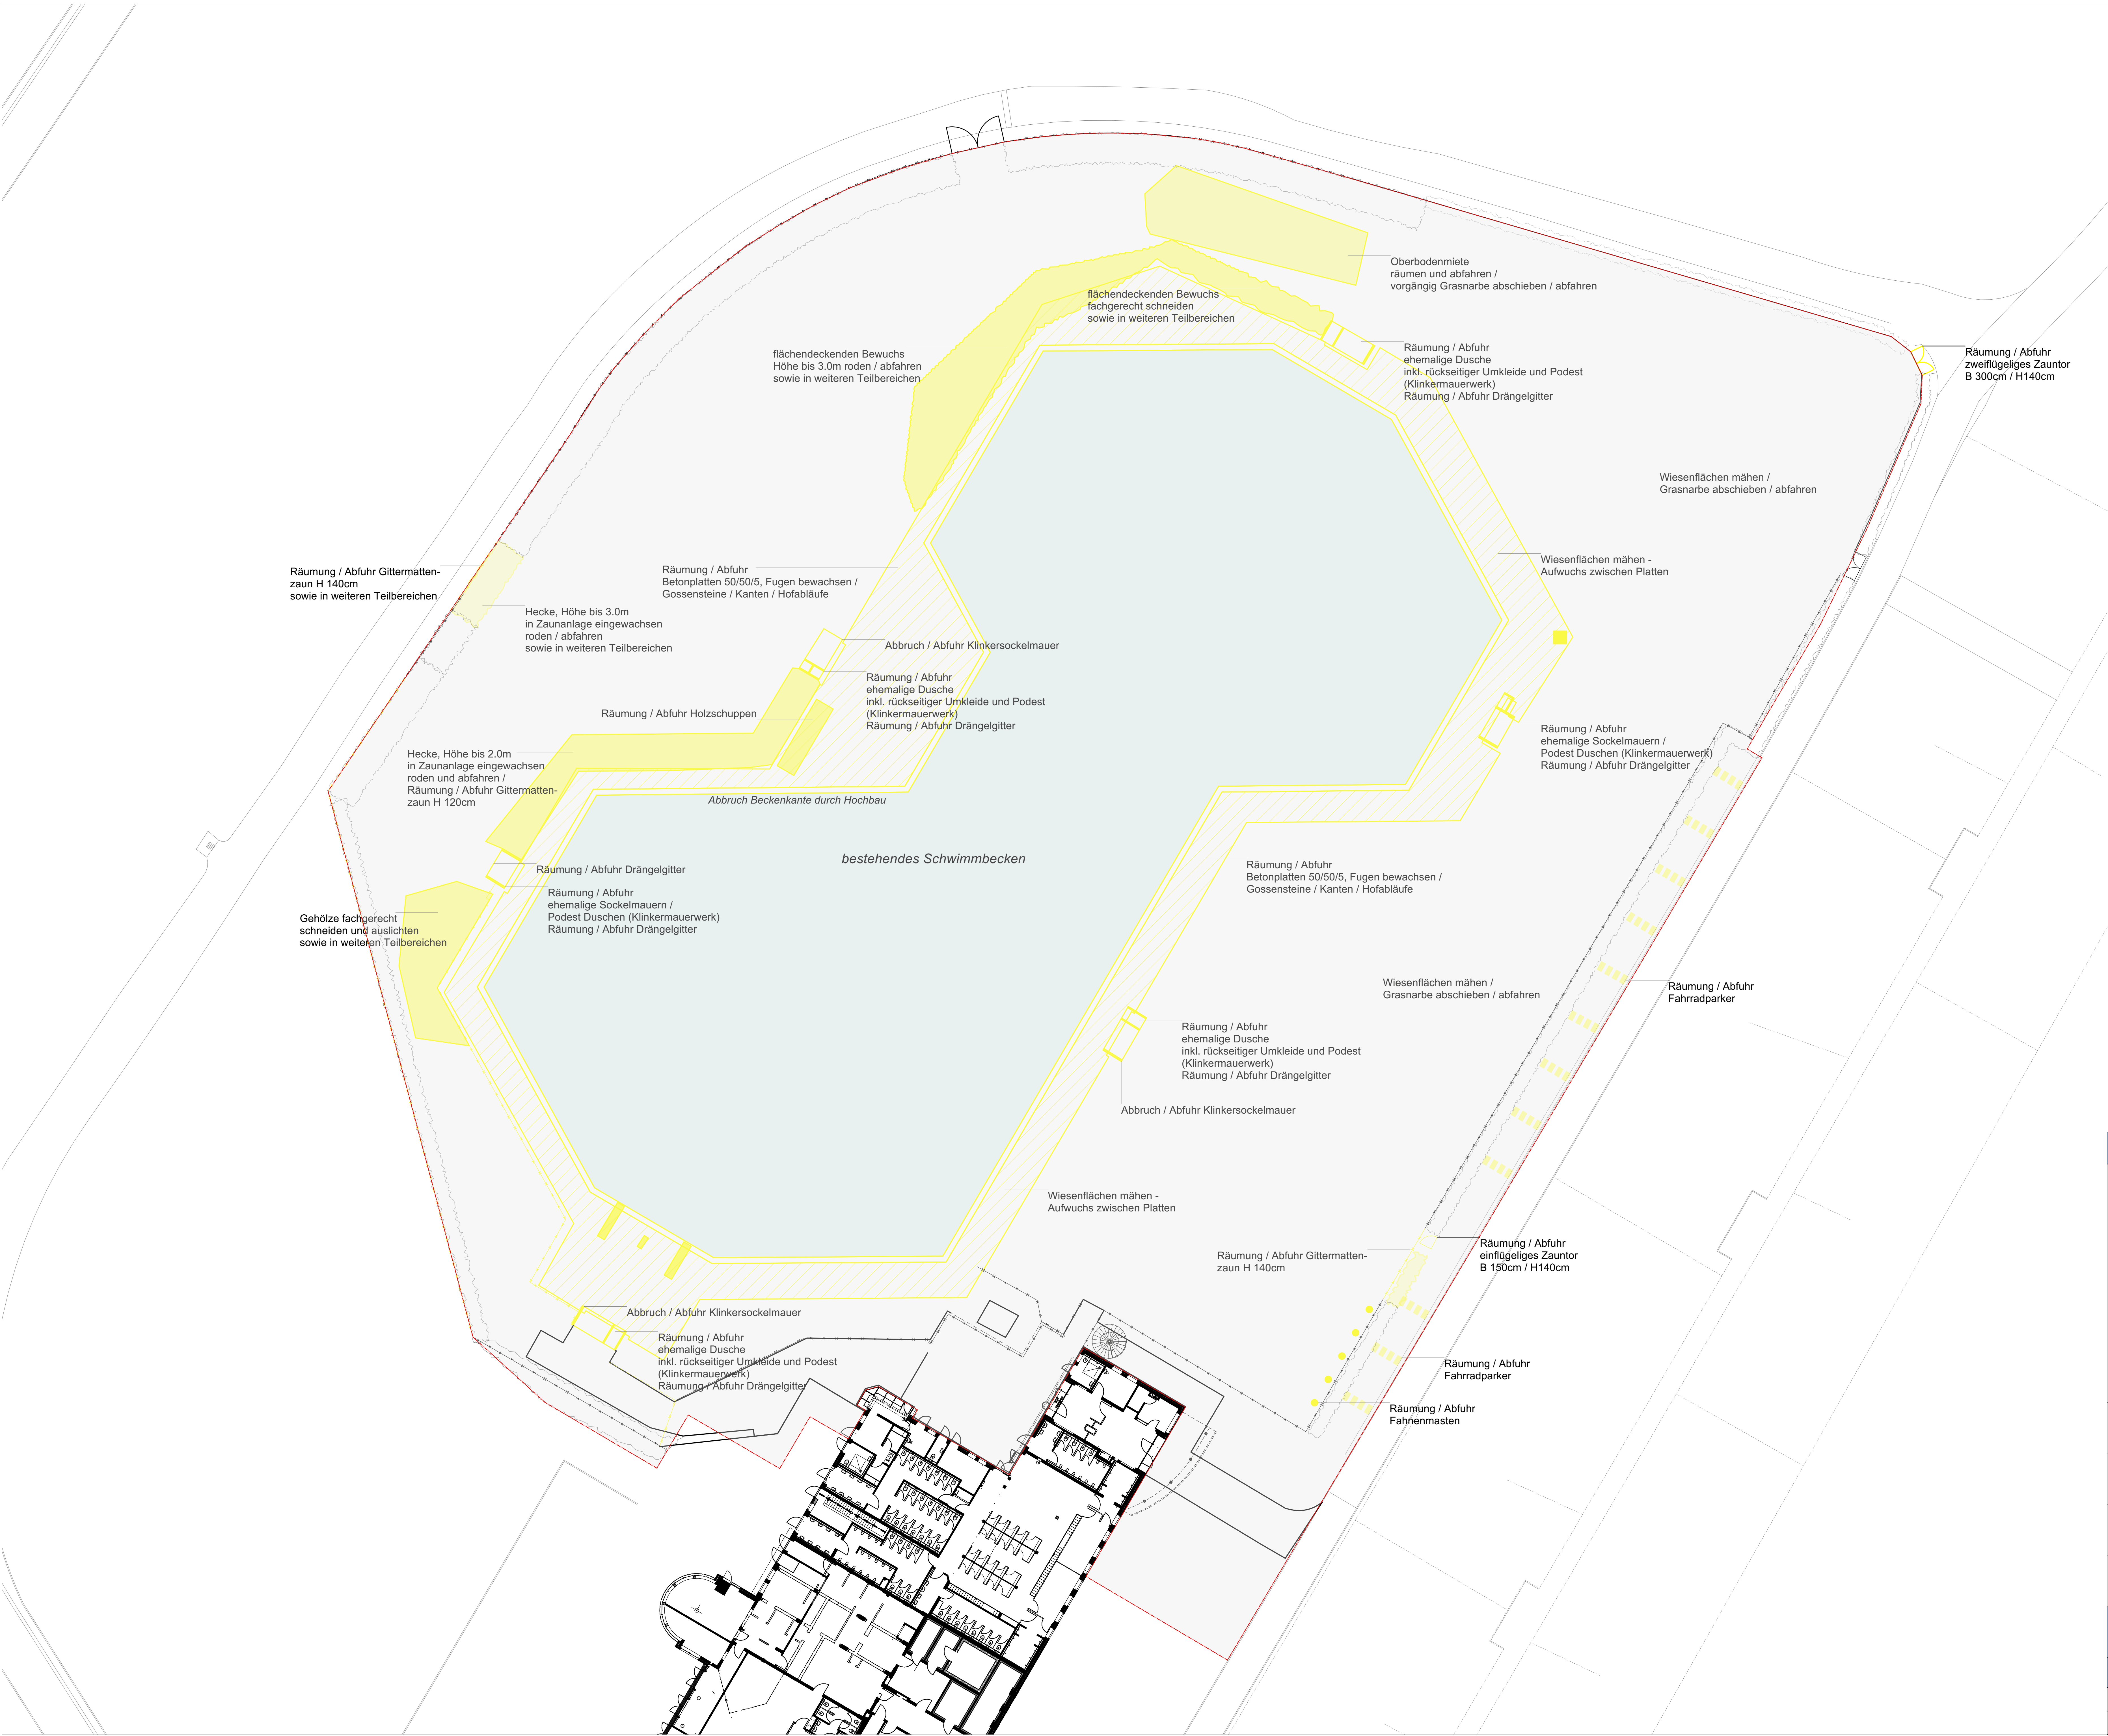 Oberbodenmiete
räumen und abfahren /
vorgängig Grasnarbe abschieben / abfahren
flächendeckenden Bewuchs
fachgerecht schneiden
sowie in weiteren Teilbereichen
flächendeckenden Bewuchs
Höhe bis 3.0m roden / abfahren
sowie in weiteren Teilbereichen
Räumung / Abfuhr
ehemalige Dusche
inkl. rückseitiger Umkleide und Podest
(Klinkermauerwerk)
Räumung / Abfuhr Drängelgitter
Räumung / Abfuhr
zweiflügeliges Zauntor
B 300cm / H140cm
Wiesenflächen mähen /
Grasnarbe abschieben / abfahren
Wiesenflächen mähen -
Aufwuchs zwischen Platten
Räumung / Abfuhr Gittermatten-
zaun H 140cm
sowie in weiteren Teilbereichen
Räumung / Abfuhr
Betonplatten 50/50/5, Fugen bewachsen /
Gossensteine / Kanten / Hofabläufe
Hecke, Höhe bis 3.0m
in Zaunanlage eingewachsen
roden / abfahren
sowie in weiteren Teilbereichen
Abbruch / Abfuhr Klinkersockelmauer
Räumung / Abfuhr
ehemalige Dusche
inkl. rückseitiger Umkleide und Podest
(Klinkermauerwerk)
Räumung / Abfuhr Drängelgitter
Räumung / Abfuhr Holzschuppen
Räumung / Abfuhr
ehemalige Sockelmauern /
Podest Duschen (Klinkermauerwerk)
Räumung / Abfuhr Drängelgitter
Hecke, Höhe bis 2.0m
in Zaunanlage eingewachsen
roden und abfahren /
Räumung / Abfuhr Gittermatten-
zaun H 120cm
Abbruch Beckenkante durch Hochbau
bestehendes Schwimmbecken
Räumung / Abfuhr
Betonplatten 50/50/5, Fugen bewachsen /
Gossensteine / Kanten / Hofabläufe
Räumung / Abfuhr Drängelgitter
Räumung / Abfuhr
ehemalige Sockelmauern /
Podest Duschen (Klinkermauerwerk)
Räumung / Abfuhr Drängelgitter
Gehölze fachgerecht
schneiden und auslichten
sowie in weiteren Teilbereichen
Wiesenflächen mähen /
Grasnarbe abschieben / abfahren
Räumung / Abfuhr
Fahrradparker
Räumung / Abfuhr
ehemalige Dusche
inkl. rückseitiger Umkleide und Podest
(Klinkermauerwerk)
Räumung / Abfuhr Drängelgitter
Abbruch / Abfuhr Klinkersockelmauer
Wiesenflächen mähen -
Aufwuchs zwischen Platten
Räumung / Abfuhr Gittermatten-
zaun H 140cm
Räumung / Abfuhr
einflügeliges Zauntor
B 150cm / H140cm
Abbruch / Abfuhr Klinkersockelmauer
Räumung / Abfuhr
ehemalige Dusche
inkl. rückseitiger Umkleide und Podest
(Klinkermauerwerk)
Räumung / Abfuhr Drängelgitter
Räumung / Abfuhr
Fahrradparker
Räumung / Abfuhr
Fahnenmasten